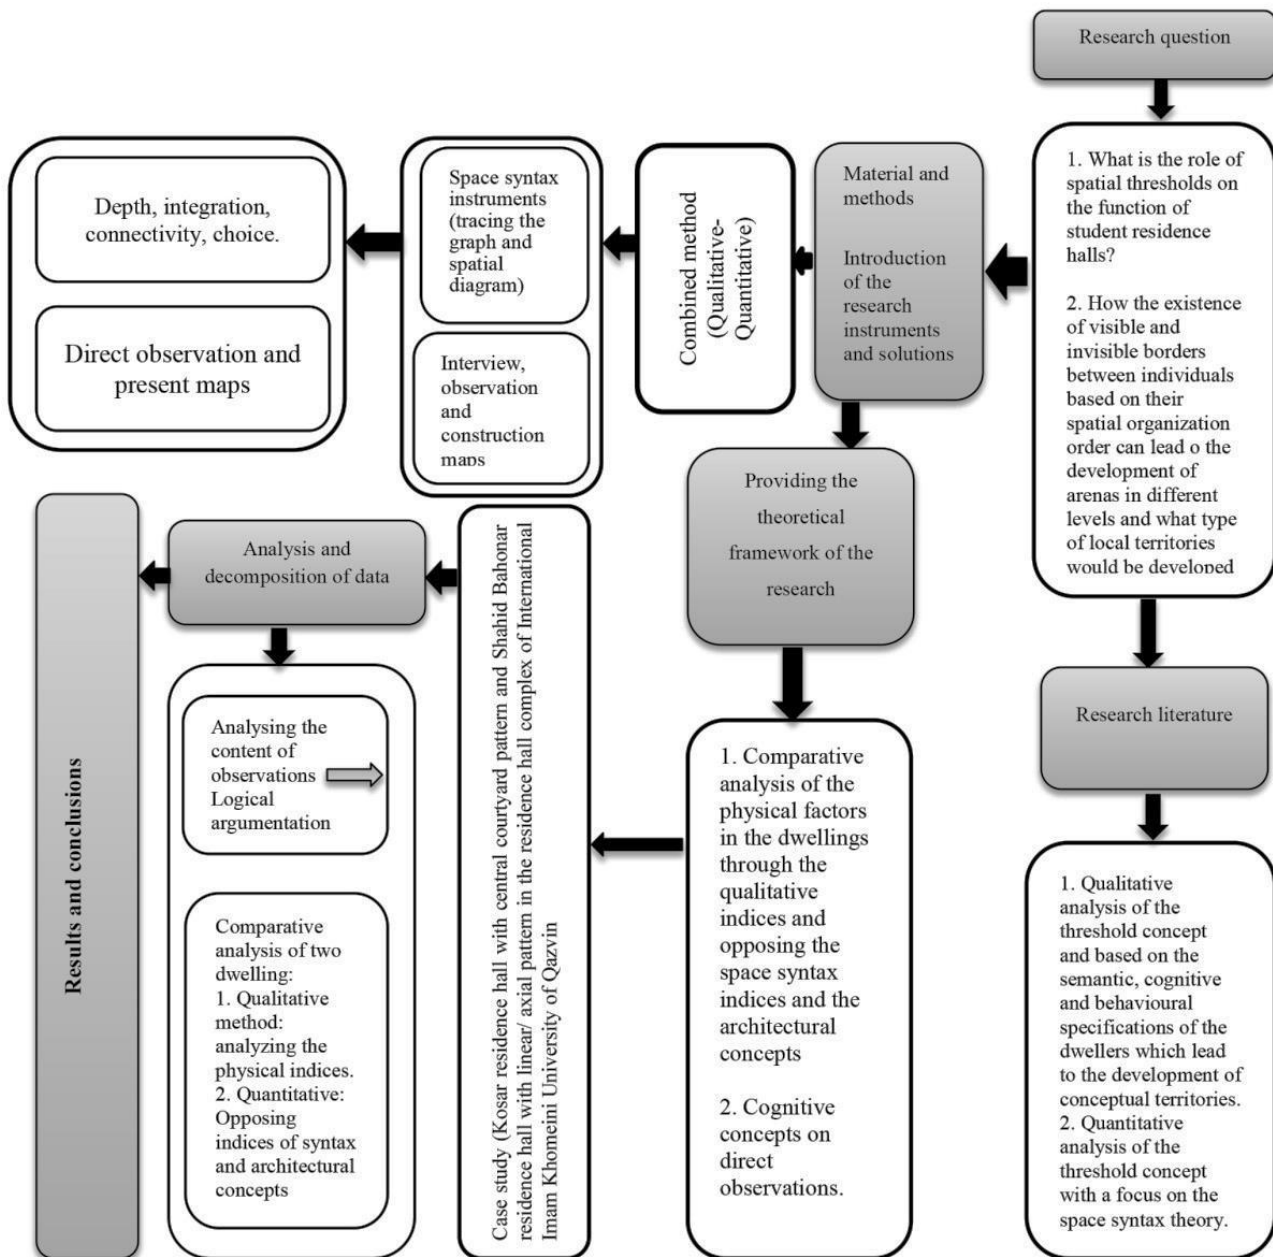 Research question
1. What is the role of
spatial thresholds on
the function of
student residence
halls?
2. How the existence of
visible and
invisible borders
between individuals
based on their
spatial organization
order can lead o the
development of
arenas in different
levels and what type
of local territories
would be developed
Research literature
1. Qualitative
analysis of the
threshold concept
and based on the
semantic, cognitive
and behavioural
specifications of the
dwellers which lead
to the development of
conceptual territories.
2. Quantitative
analysis of the
threshold concept
with a focus on the
space syntax theory.
Material and
methods
Introduction
of the
research
instruments
and solutions
Combined method
(Qualitative-
Quantitative)
Space syntax
instruments
(tracing the
graph and
spatial
diagram)
Interview,
observation
and
construction
maps
Depth, integration,
connectivity, choice.
Direct observation and
present maps
Providing the
theoretical
framework of the
research
1. Comparative
analysis of the
physical factors
in the dwellings
through the
qualitative
indices and
opposing the
space syntax
indices and the
architectural
concepts
2. Cognitive
concepts on
direct
observations.
Case study (Kosar residence hall with central courtyard pattern and Shahid Bahonar
residence hall with linear/ axial pattern in the residence hall complex of International
Imam Khomeini University of Qazvin
Analysis and
decomposition of data
Analysing the
content of
observations
Logical
argumentation
Comparative
analysis of two
dwelling:
1. Qualitative
method:
analyzing the
physical indices.
2. Quantitative:
Opposing
indices of syntax
and architectural
concepts
Results and conclusions